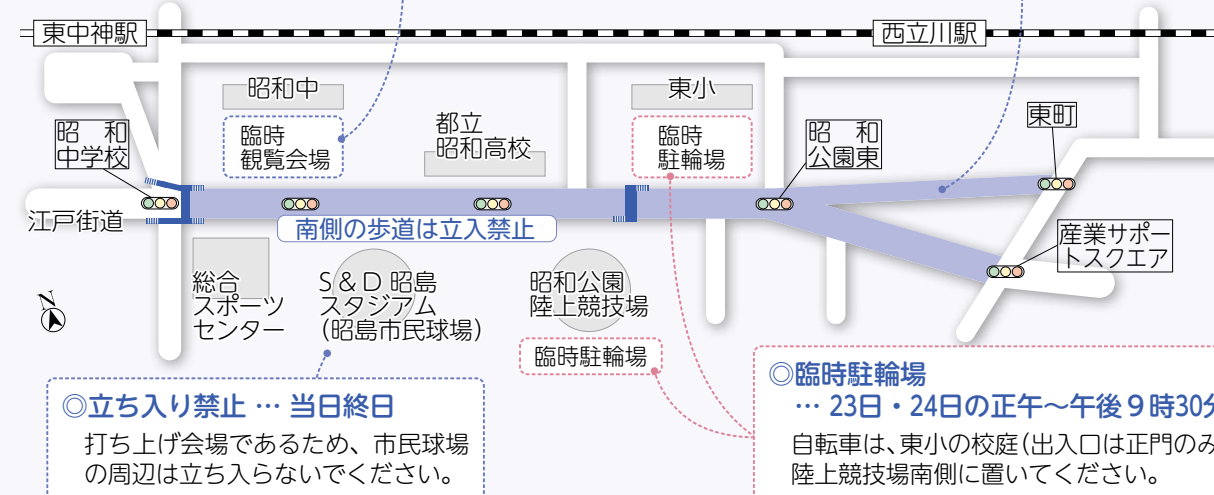 東中神駅
西立川駅
昭和中
東小
臨時
観覧会場
都立
昭和高校
臨時
駐輪場
東町
昭 和
中学校
昭 和
公園東
江戸街道
南側の歩道は立入禁止
産業サポー
トスクエア
総合
スポーツ
センター
S&D昭島
スタジアム
(昭島市民球場)
昭和公園
陸上競技場
N
臨時駐輪場
◎立ち入り禁止 … 当日終日
打ち上げ会場であるため、市民球場
の周辺は立ち入らないでください。
◎臨時駐輪場
… 23日・24日の正午～午後9時30分
自転車は、東小の校庭(出入口は正門のみ
陸上競技場南側に置いてください。